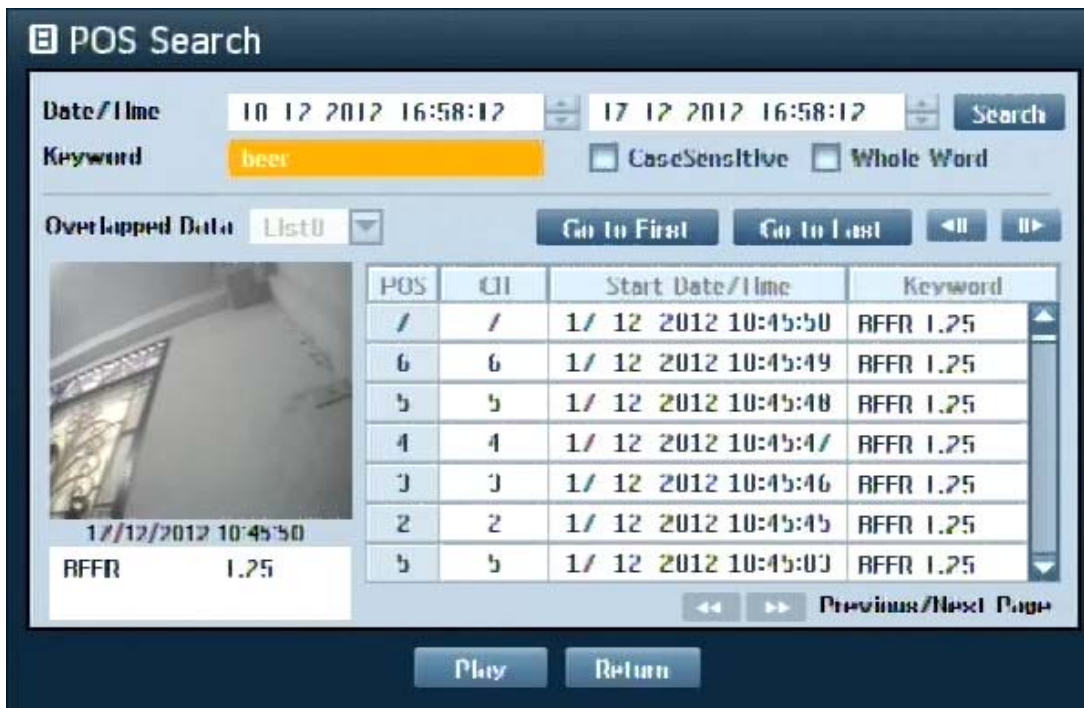 POS Search
Date/Time 10 12 2012 16:58:12 17 12 2012 16:58:12 Search
Keyword beer CaseSensitive Whole Word
Overlapped Data List0 Go to First Go to Last
POS CH Start Date/Time Keyword
7 7 17 12 2012 10:45:50 BEER 1.25
6 6 17 12 2012 10:45:49 BEER 1.25
5 5 17 12 2012 10:45:48 BEER 1.25
4 4 17 12 2012 10:45:47 BEER 1.25
3 3 17 12 2012 10:45:46 BEER 1.25
2 2 17 12 2012 10:45:45 BEER 1.25
5 5 17 12 2012 10:45:03 BEER 1.25
17/12/2012 10:45:50
BEER 1.25
Previous/Next Page
Play Return